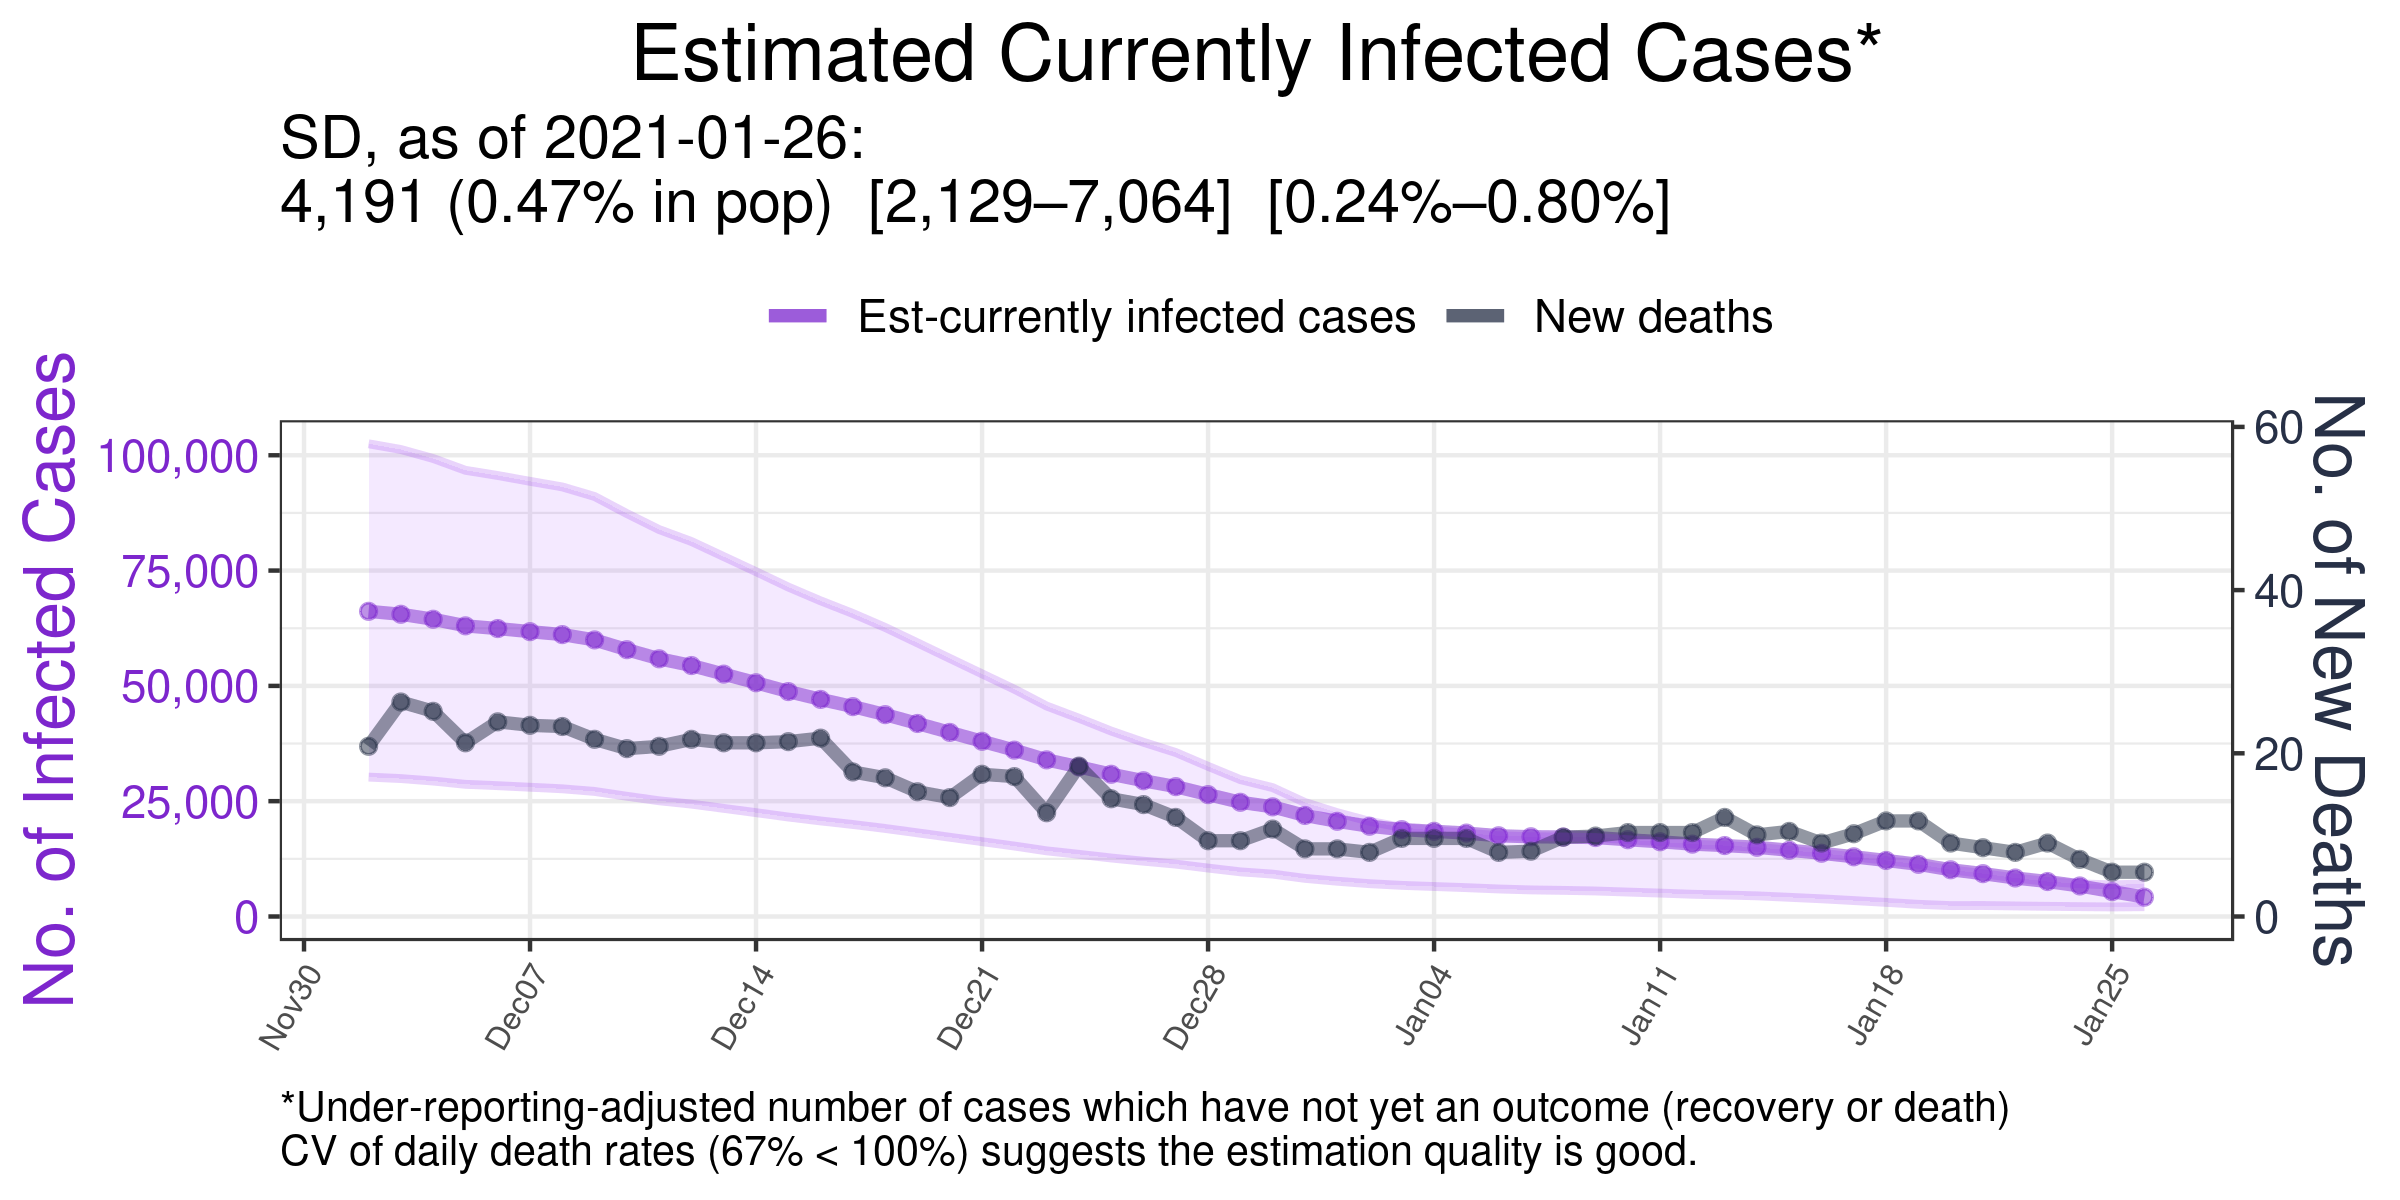 Estimated Currently Infected Cases*
SD, as of 2021-01-26:
4,191 (0.47% in pop)  [2,129–7,064]  [0.24%–0.80%]
Est-currently infected cases
New deaths
No. of Infected Cases
100,000
75,000
50,000
25,000
0
60
40
20
0
No. of New Deaths
Nov30
Dec07
Dec14
Dec21
Dec28
Jan04
Jan11
Jan18
Jan25
*Under-reporting-adjusted number of cases which have not yet an outcome (recovery or death)
CV of daily death rates (67% < 100%) suggests the estimation quality is good.